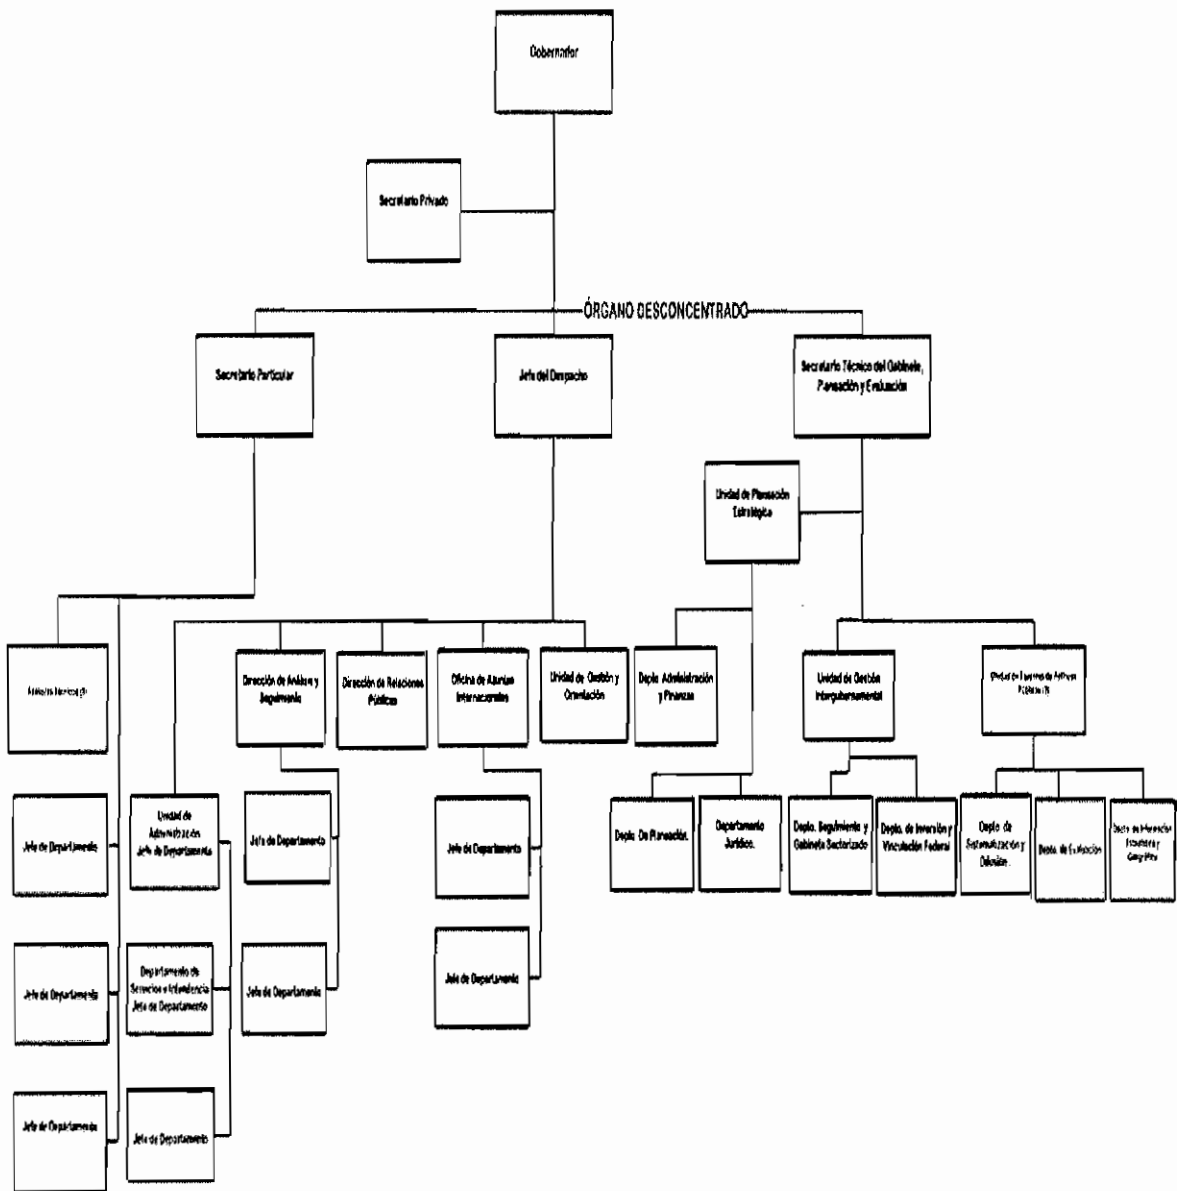 Gobernador
Secretario Privado
ÓRGANO DESCONCENTRADO
Secretario Particular
Jefe del Despacho
Secretario Técnico del Gabinete,
Planeación y Evaluación
Unidad de Planeación
Estratégica
Dirección de Análisis y
Seguimiento
Dirección de Relaciones
Públicas
Oficina de Asuntos
Internacionales
Unidad de Gestión y
Orientación
Depto. Administración
y Finanzas
Unidad de Gestión
Intergubernamental
Jefe de Departamento
Unidad de
Administración
Jefe de Departamento
Jefe de Departamento
Jefe de Departamento
Depto. De Planeación.
Departamento
Jurídico.
Depto. Seguimiento y
Gabinete Sectorizado
Depto. de Inversión y
Vinculación Federal
Depto. de
Sistematización y
Difusión.
Depto. de Evaluación
Depto. de Información
Estadística y
Geográfica
Jefe de Departamento
Departamento de
Servicios e Intendencia
Jefe de Departamento
Jefe de Departamento
Jefe de Departamento
Jefe de Departamento
Jefe de Departamento